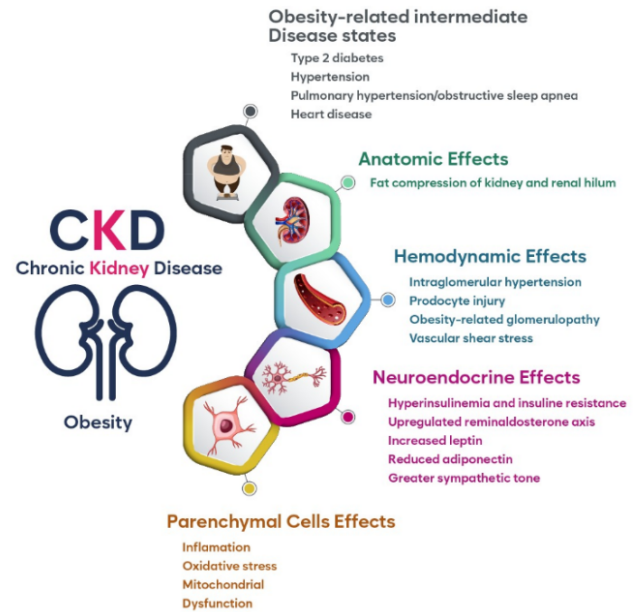 Obesity-related intermediate
Disease states
Type 2 diabetes
Hypertension
Pulmonary hypertension/obstructive sleep apnea
Heart disease
Anatomic Effects
Fat compression of kidney and renal hilum
CKD
Chronic Kidney Disease
Obesity
Hemodynamic Effects
Intraglomerular hypertension
Prodocyte injury
Obesity-related glomerulopathy
Vascular shear stress
Neuroendocrine Effects
Hyperinsulinemia and insuline resistance
Upregulated reminaldosterone axis
Increased leptin
Reduced adiponectin
Greater sympathetic tone
Parenchymal Cells Effects
Inflamation
Oxidative stress
Mitochondrial
Dysfunction